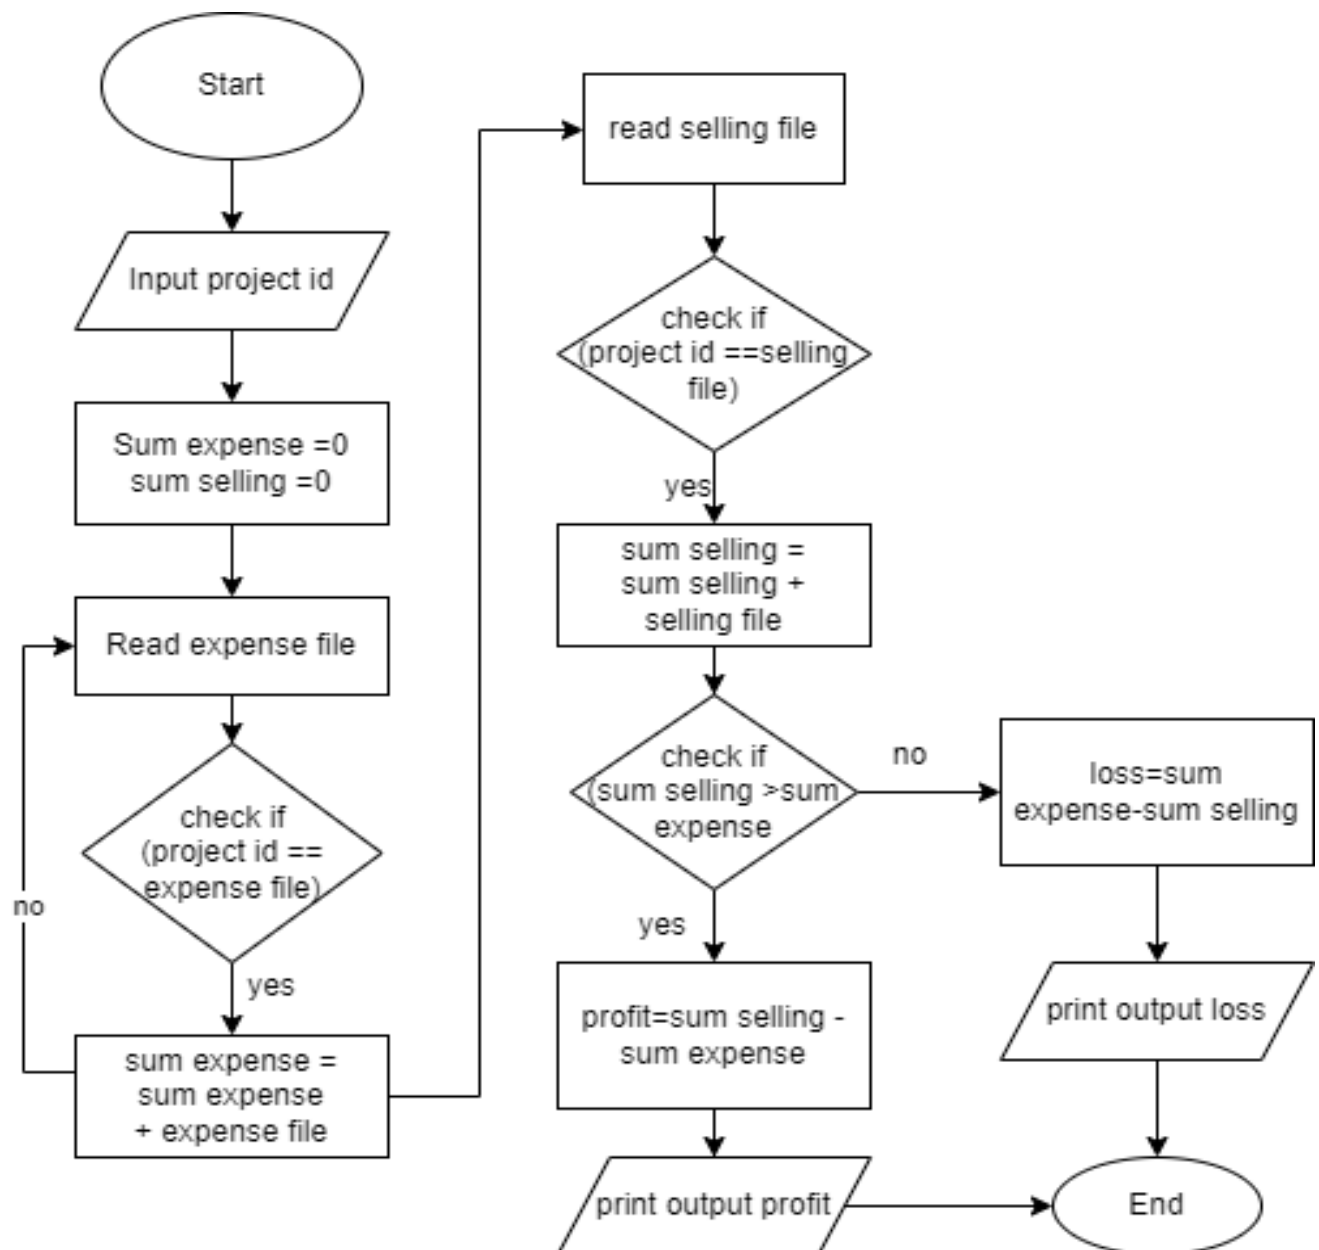 Start
Input project id
Sum expense =0
sum selling =0
Read expense file
check if
(project id ==
expense file)
no
yes
sum expense =
sum expense
+ expense file
read selling file
check if
(project id ==selling
file)
yes
sum selling =
sum selling +
selling file
check if
(sum selling >sum
expense
no
yes
loss=sum
expense-sum selling
print output loss
profit=sum selling -
sum expense
print output profit
End